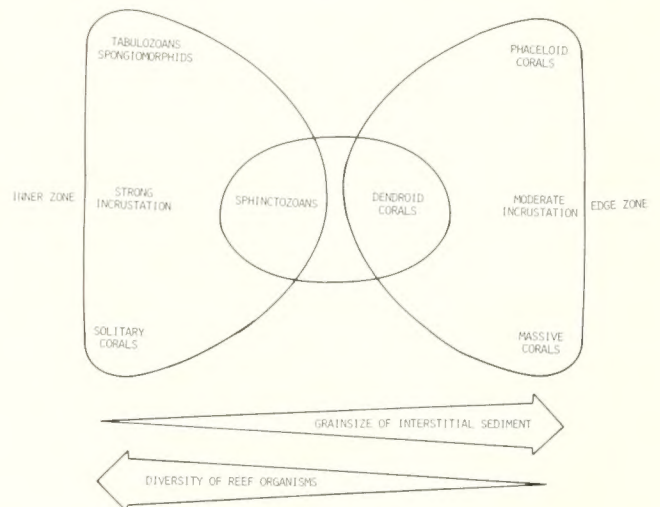 TABULOZOANS
SPONGIOMORPHIDS
PHACELOID
CORALS
INNER ZONE
STRONG
INCRUSTATION
SPHINCTOZOANS
DENDROID
CORALS
MODERATE
INCRUSTATION
EDGE ZONE
SOLITARY
CORALS
MASSIVE
CORALS
GRAINSIZE OF INTERSTITIAL SEDIMENT
DIVERSITY OF REEF ORGANISMS